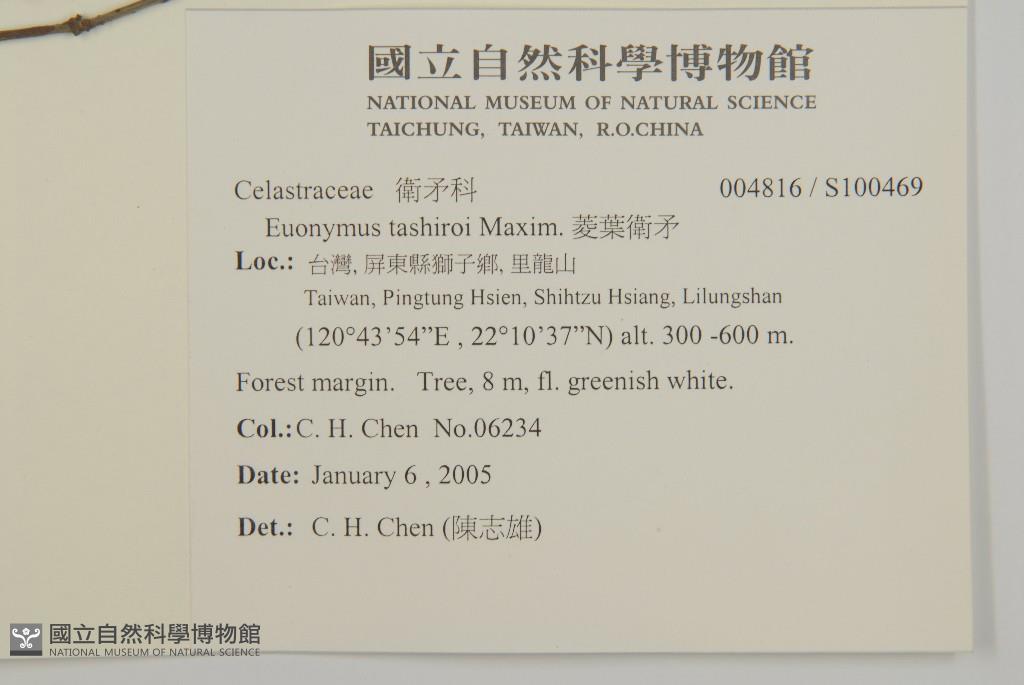 國立自然科學博物館
NATIONAL MUSEUM OF NATURAL SCIENCE
TAICHUNG, TAIWAN, R.O.CHINA
Celastraceae 衛矛科 004816 / S100469
Euonymus tashiroi Maxim. 菱葉衛矛
Loc.: 台灣, 屏東縣獅子鄉, 里龍山
Taiwan, Pingtung Hsien, Shihtzu Hsiang, Lilungshan
(120°43’54”E , 22°10’37”N) alt. 300 -600 m.
Forest margin. Tree, 8 m, fl. greenish white.
Col.: C. H. Chen No.06234
Date: January 6 , 2005
Det.: C. H. Chen (陳志雄)
國立自然科學博物館
NATIONAL MUSEUM OF NATURAL SCIENCE